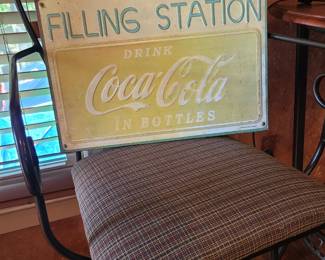 FILLING STATION
DRINK
Coca-Cola
IN BOTTLES